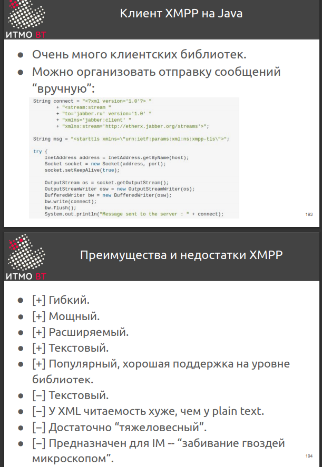 Клиент XMPP на Java
ИТМО ВТ
● Очень много клиентских библиотек.
● Можно организовать отправку сообщений
“вручную”:
String connect = "<?xml version='1.0'?> "
+ "<stream:stream "
+ "to='jabber.ru' version='1.0' "
+ "xmlns='jabber:client' "
+ "xmlns:stream='http://etherx.jabber.org/streams'>";
String msg = "<starttls xmlns=\"urn:ietf:params:xml:ns:xmpp-tls\"/>";
try {
InetAddress address = InetAddress.getByName(host);
Socket socket = new Socket(address, port);
socket.setKeepAlive(true);
OutputStream os = socket.getOutputStream();
OutputStreamWriter osw = new OutputStreamWriter(os);
BufferedWriter bw = new BufferedWriter(osw);
bw.write(connect);
bw.flush();
System.out.println("Message sent to the server : " + connect);
193
Преимущества и недостатки XMPP
ИТМО ВТ
● [+] Гибкий.
● [+] Мощный.
● [+] Расширяемый.
● [+] Текстовый.
● [+] Популярный, хорошая поддержка на уровне
библиотек.
● [−] Текстовый.
● [−] У XML читаемость хуже, чем у plain text.
● [−] Достаточно “тяжеловесный”.
● [−] Предназначен для IM -- “забивание гвоздей
микроскопом”.
194